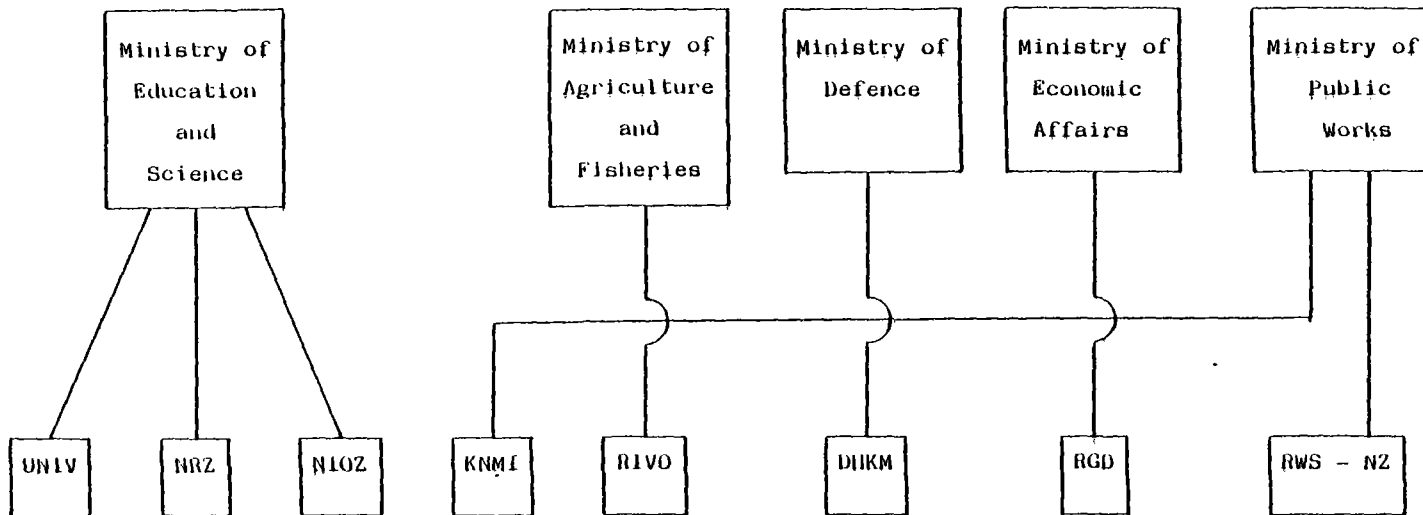 Ministry of
Education
and
Science
Ministry of
Agriculture
and
Fisheries
Ministry of
Defence
Ministry of
Economic
Affairs
Ministry of
Public
Works
UNIV
NRZ
NIOZ
KNMI
RIVO
DHKM
RGD
RWS - NZ